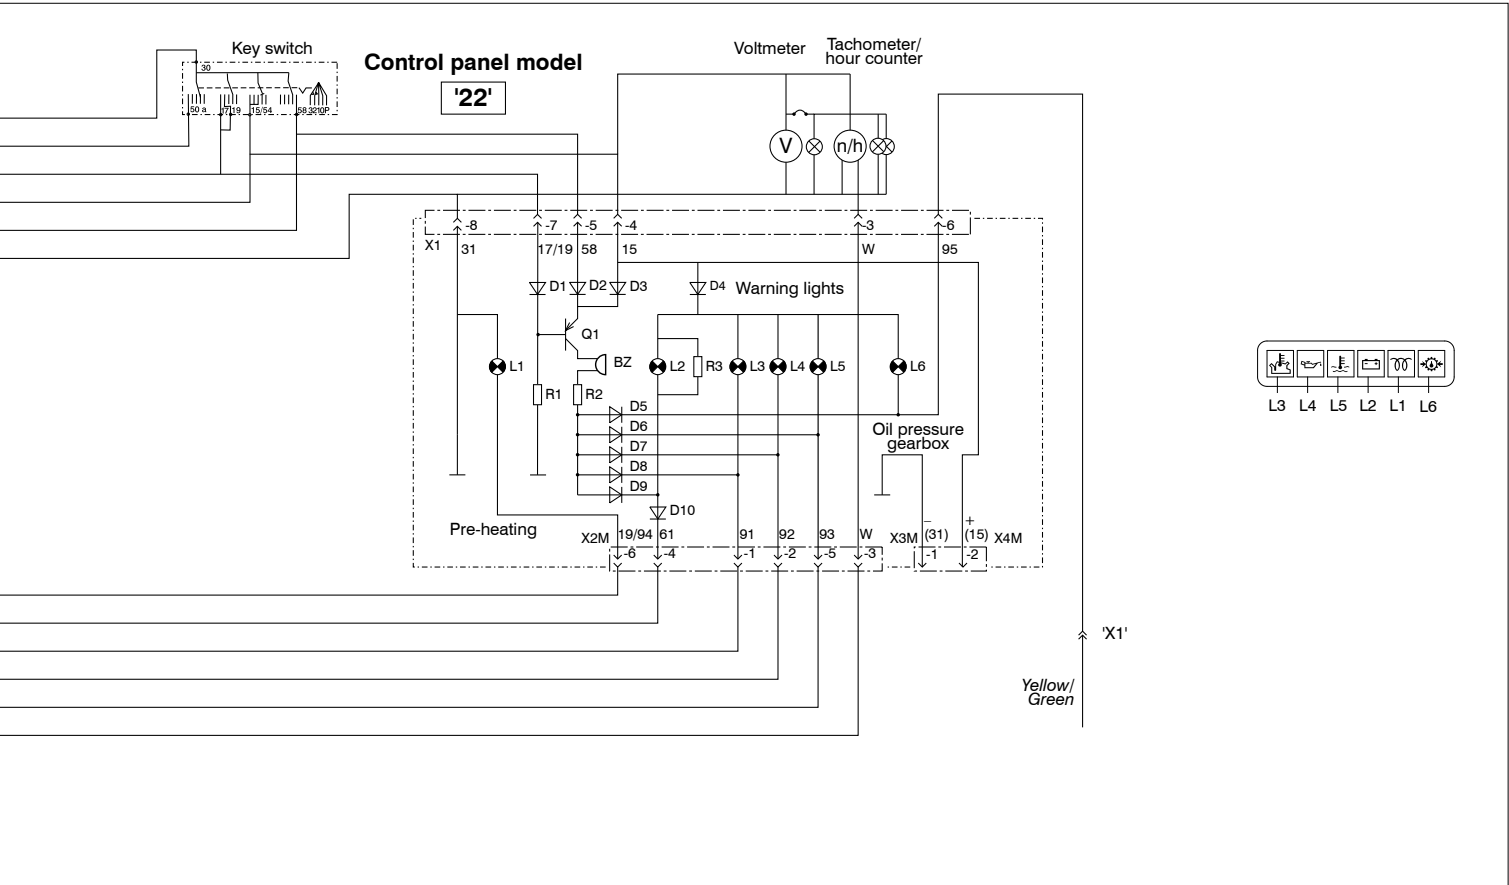 Key switch
Control panel model
'22'
Voltmeter
Tachometer/
hour counter
30
50 a
17/19
15/54
58
3210P
V
n/h
X1
-8
-7
-5
-4
-3
-6
31
17/19
58
15
W
95
D1
D2
D3
D4
Warning lights
Q1
BZ
L1
L2
R3
L3
L4
L5
L6
R1
R2
D5
D6
D7
D8
D9
D10
Oil pressure
gearbox
Pre-heating
X2M
19/94
61
91
92
93
W
X3M
–
(31)
+
(15)
X4M
-6
-4
-1
-2
-5
-3
-1
-2
'X1'
Yellow/
Green
L3
L4
L5
L2
L1
L6